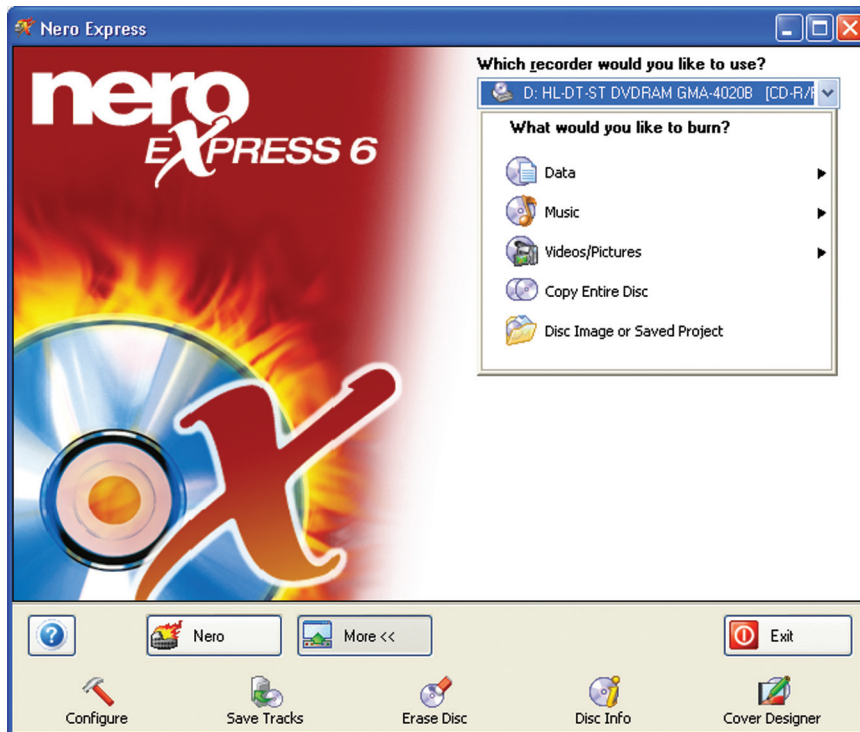 Nero Express
nero
EXPRESS 6
Which recorder would you like to use?
D: HL-DT-ST DVDRAM GMA-4020B [CD-R/
What would you like to burn?
Data
Music
Videos/Pictures
Copy Entire Disc
Disc Image or Saved Project
?
Nero
More <<
Exit
Configure
Save Tracks
Erase Disc
Disc Info
Cover Designer